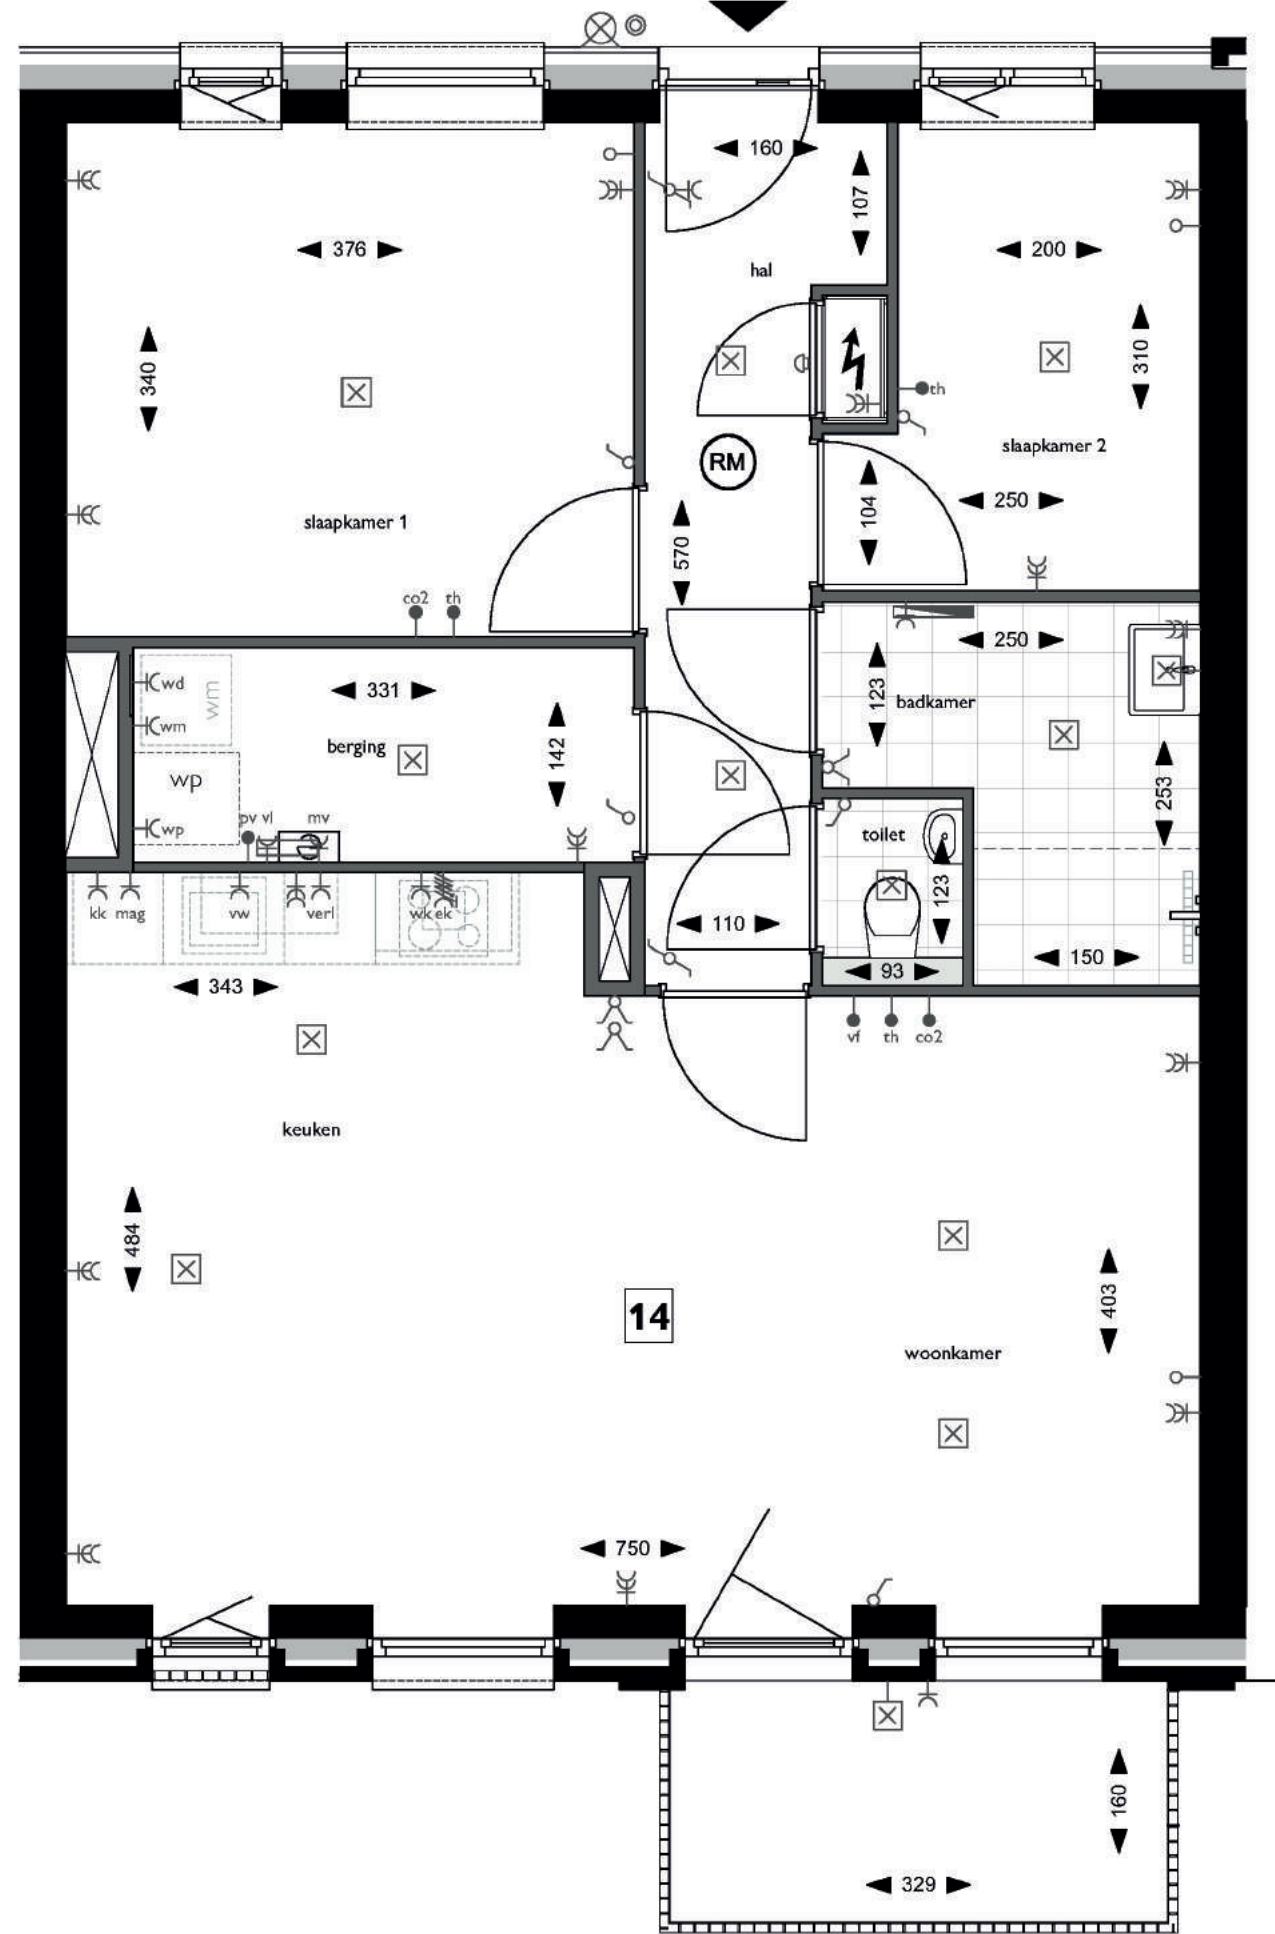 160
107
376
200
hal
340
310
th
slaapkamer 2
RM
250
104
slaapkamer 1
570
co2 th
250
wd
wm
331
123
badkamer
wm
berging
142
wp
253
wp
pv vl
mv
toilet
123
kk mag
vw
verl
wk ek
110
93
150
343
vf th co2
keuken
484
403
14
woonkamer
750
160
329